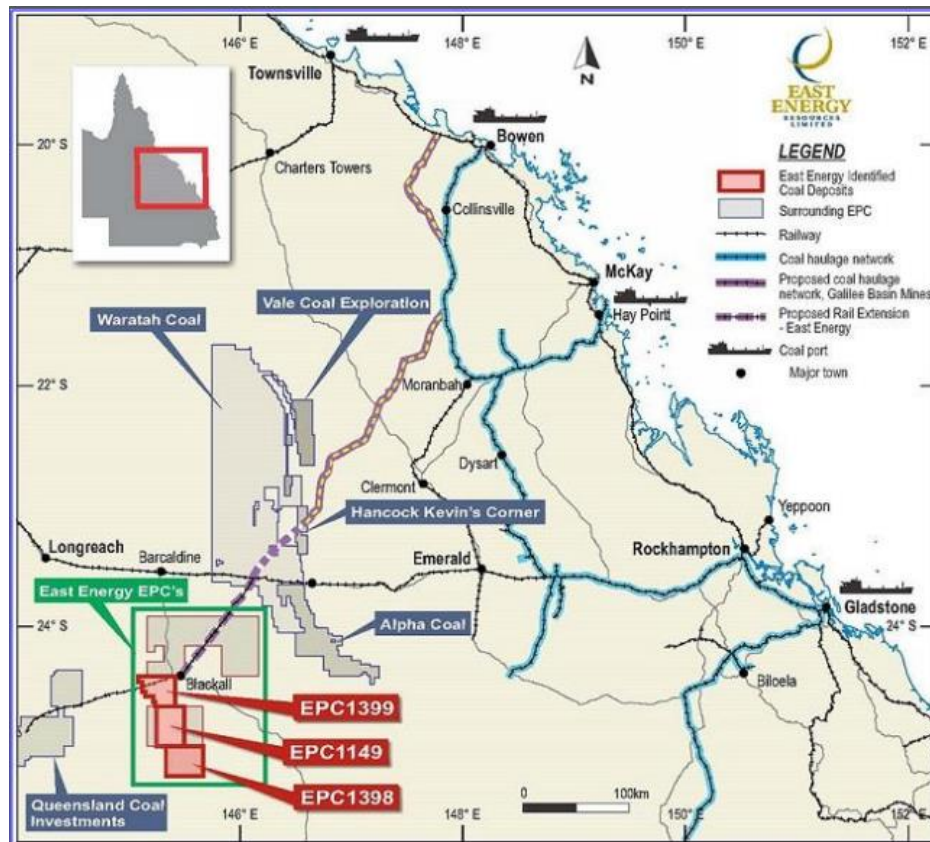 146° E
148° E
150° E
152° E
Townsville
N
EAST
ENERGY
RESOURCES
LIMITED
20° S
Bowen
Charters Towers
LEGEND
East Energy Identified
Coal Deposits
Surrounding EPC
Railway
Coal haulage network
Proposed coal haulage
network, Galilee Basin Mines
Proposed Rail Extension
- East Energy
Coal port
Major town
Collinsville
McKay
Hay Point
Vale Coal Exploration
Waratah Coal
22° S
Moranbah
Dysart
Clermont
Yeppoon
Hancock Kevin's Corner
Longreach
Barcaldine
Emerald
Rockhampton
East Energy EPC's
Gladstone
24° S
24° S
Alpha Coal
Blackall
Biloela
EPC1399
EPC1149
EPC1398
Queensland Coal
Investments
0
100km
146° E
148° E
150° E
152° E